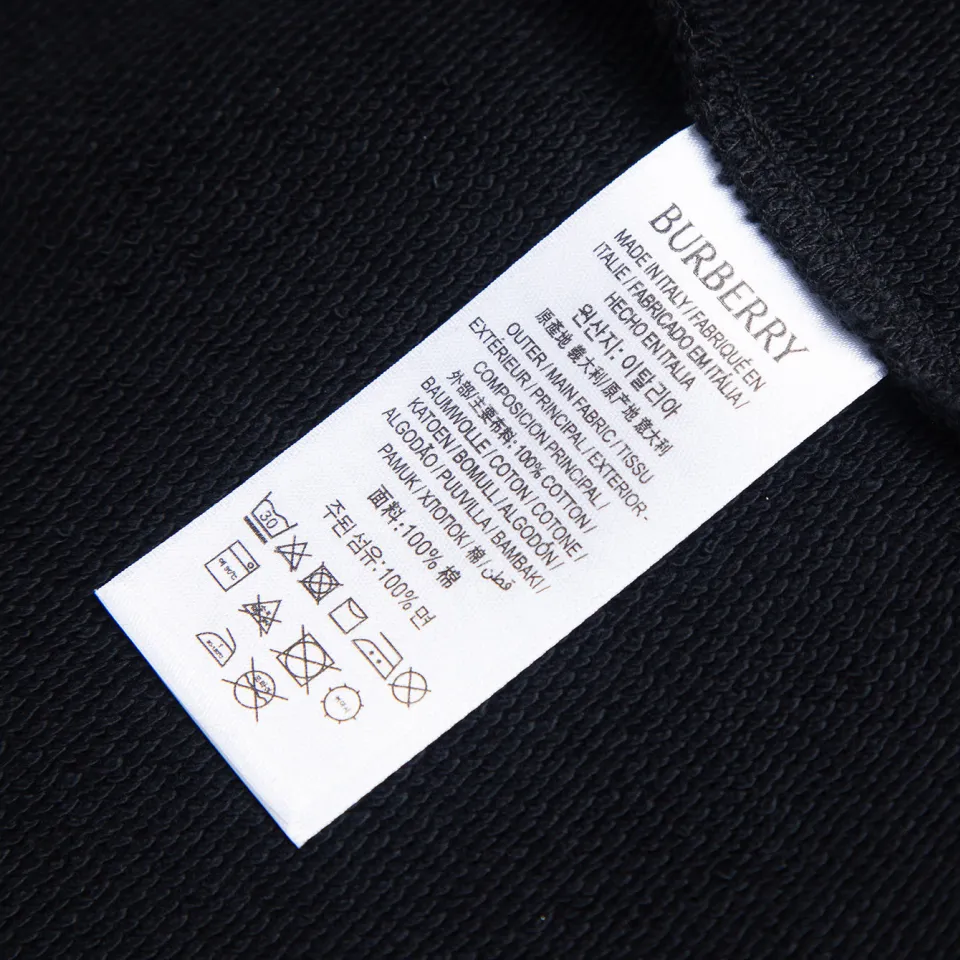 BURBERRY
MADE IN ITALY / FABRIQUÉ EN
ITALIE / FABRICADO EM ITÁLIA /
HECHO EN ITALIA
원산지: 이탈리아
原產地 義大利 / 原产地 意大利
OUTER / MAIN FABRIC / TISSU
EXTÉRIEUR / PRINCIPAL / EXTERIOR -
COMPOSICION PRINCIPAL /
外部/主要布料:100% COTTON /
BAUMWOLLE / COTON / COTONE /
KATOEN / BOMULL / ALGODÓN /
ALGODÃO / PUUVILLA / BAMBAKI /
PAMUK / ХЛОПОК / 棉 / قطن
面料:100% 棉
주된 섬유:100% 면
30